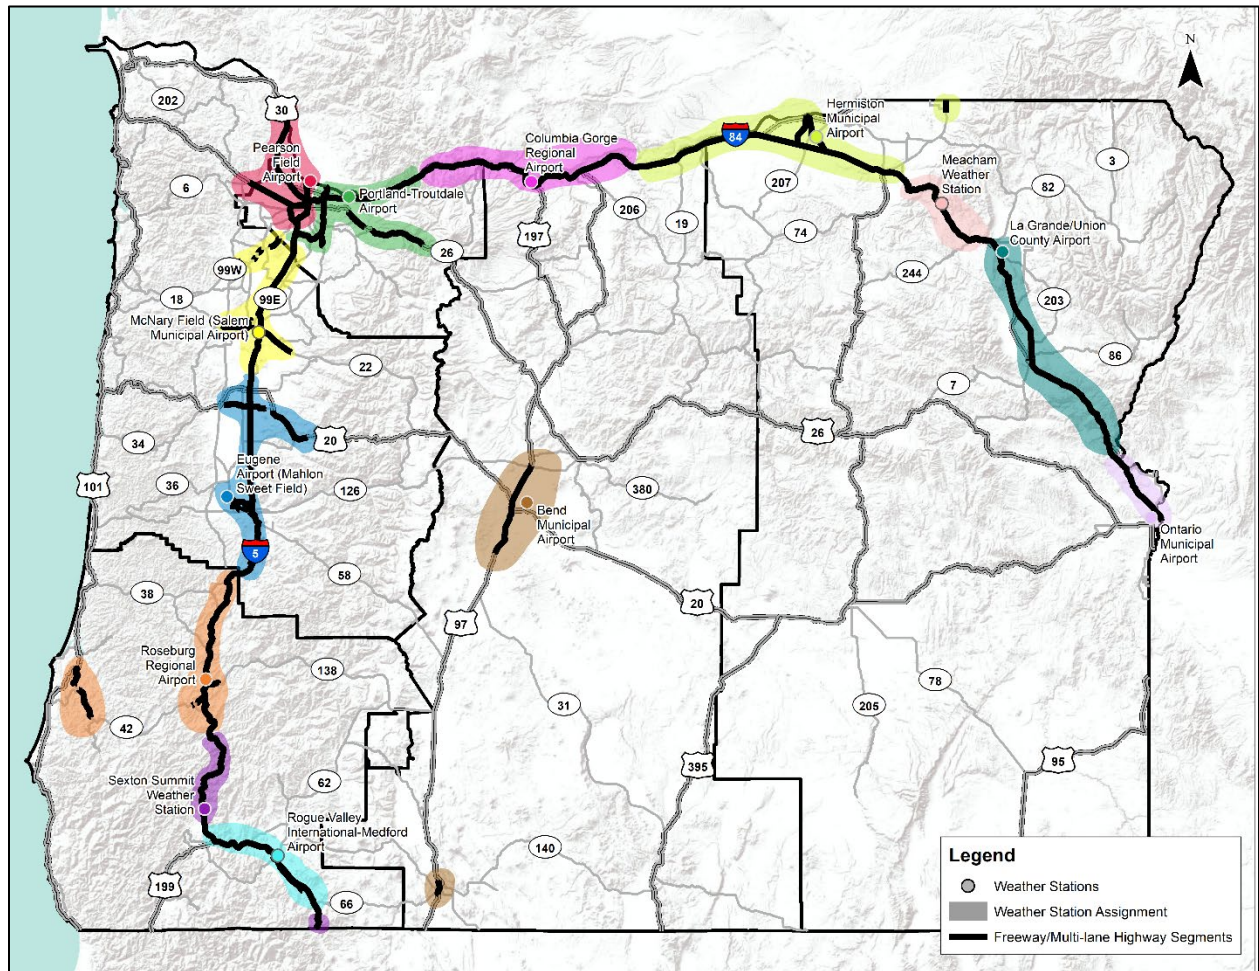 N
202
30
Pearson
Field
Airport
6
Portland-Troutdale
Airport
Columbia Gorge
Regional
Airport
84
Hermiston
Municipal
Airport
207
Meacham
Weather
Station
3
82
La Grande/Union
County Airport
206
19
74
197
26
244
203
99W
99E
18
McNary Field (Salem
Municipal Airport)
22
86
7
34
20
26
Eugene
Airport (Mahlon
Sweet Field)
101
36
126
380
Bend
Municipal
Airport
Ontario
Municipal
Airport
5
58
38
20
97
Roseburg
Regional
Airport
138
42
31
78
205
395
95
Sexton Summit
Weather
Station
62
Rogue Valley
International-Medford
Airport
140
199
66
Legend
Weather Stations
Weather Station Assignment
Freeway/Multi-lane Highway Segments